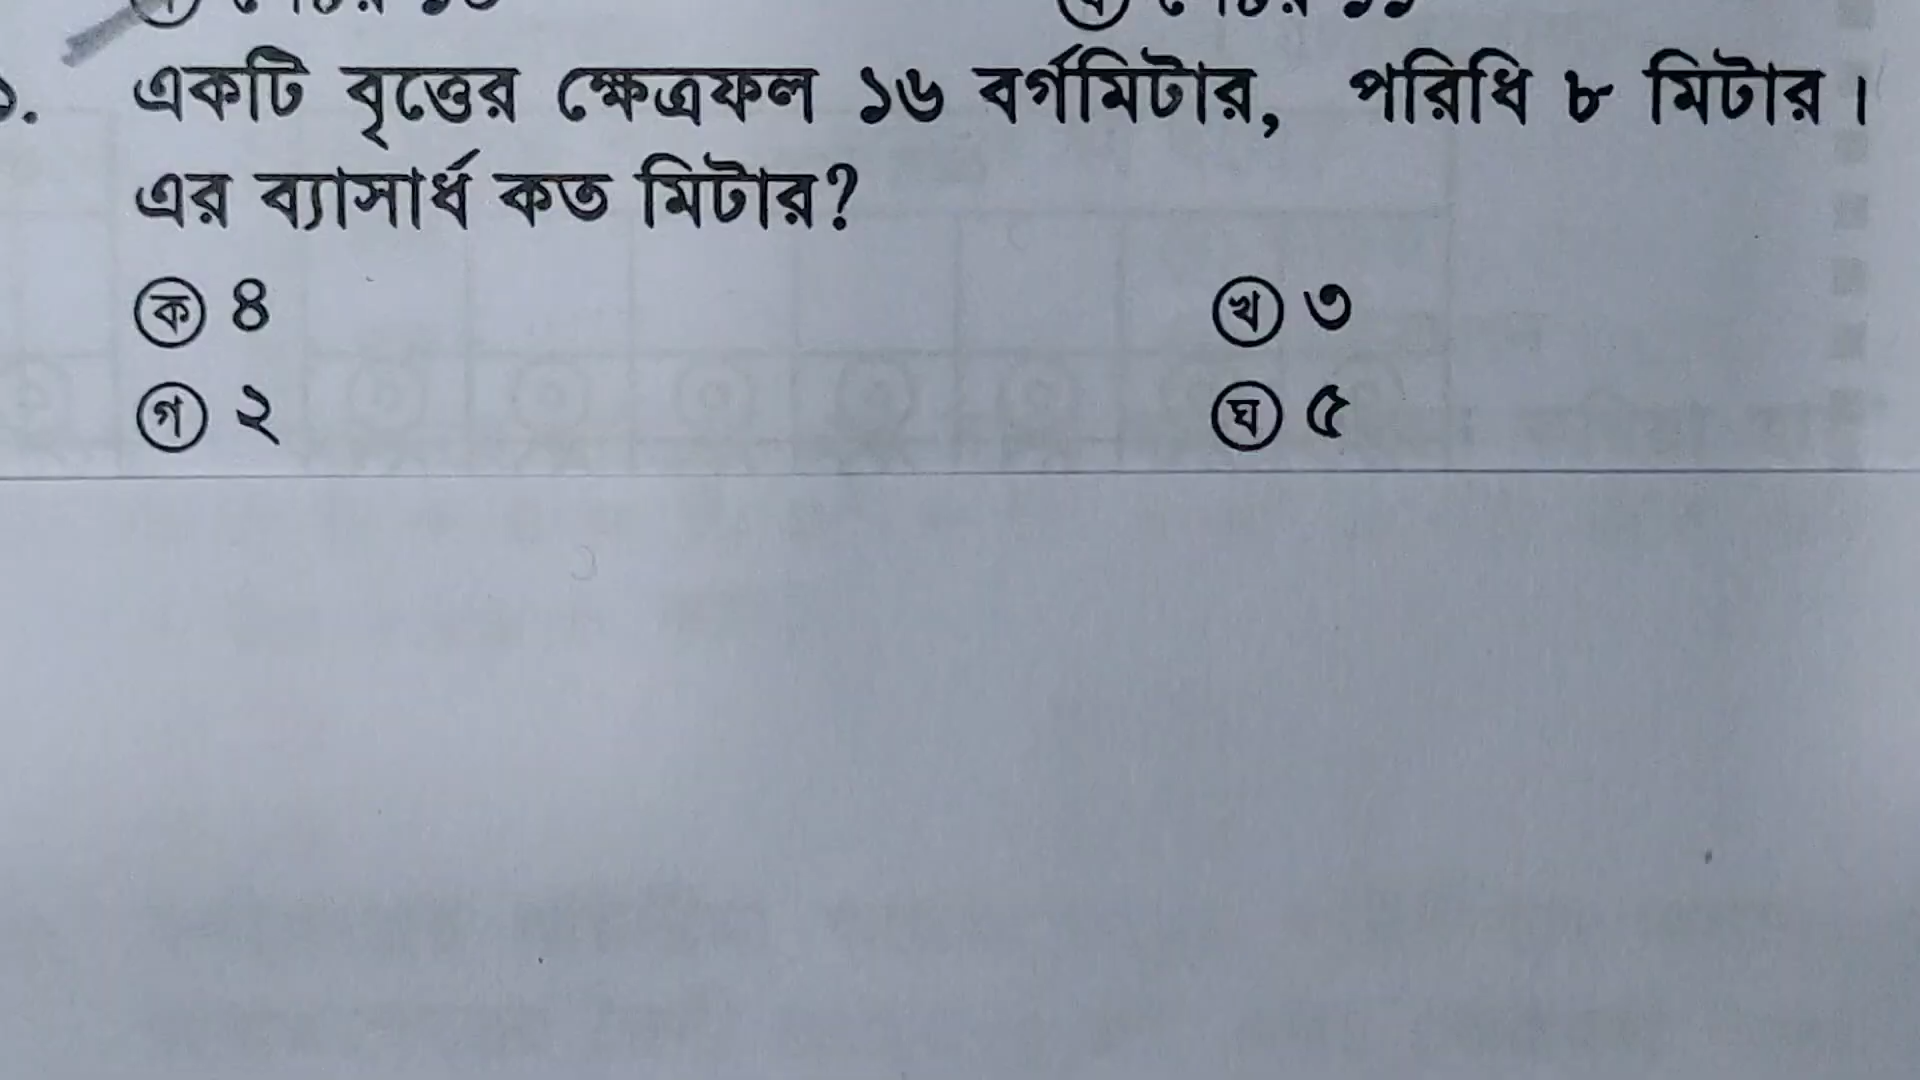 একটি বৃত্তের ক্ষেত্রফল ১৬ বর্গমিটার, পরিধি ৮ মিটার।
এর ব্যাসার্ধ কত মিটার?
ক ৪ খ ৩
গ ২ ঘ ৫